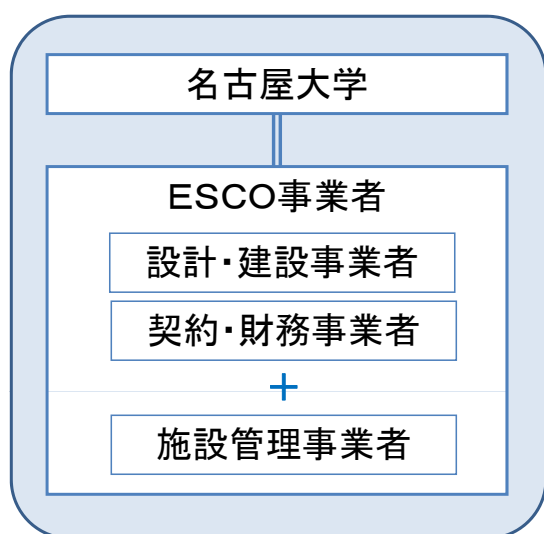 名古屋大学
ESCO事業者
設計・建設事業者
契約・財務事業者
+
施設管理事業者